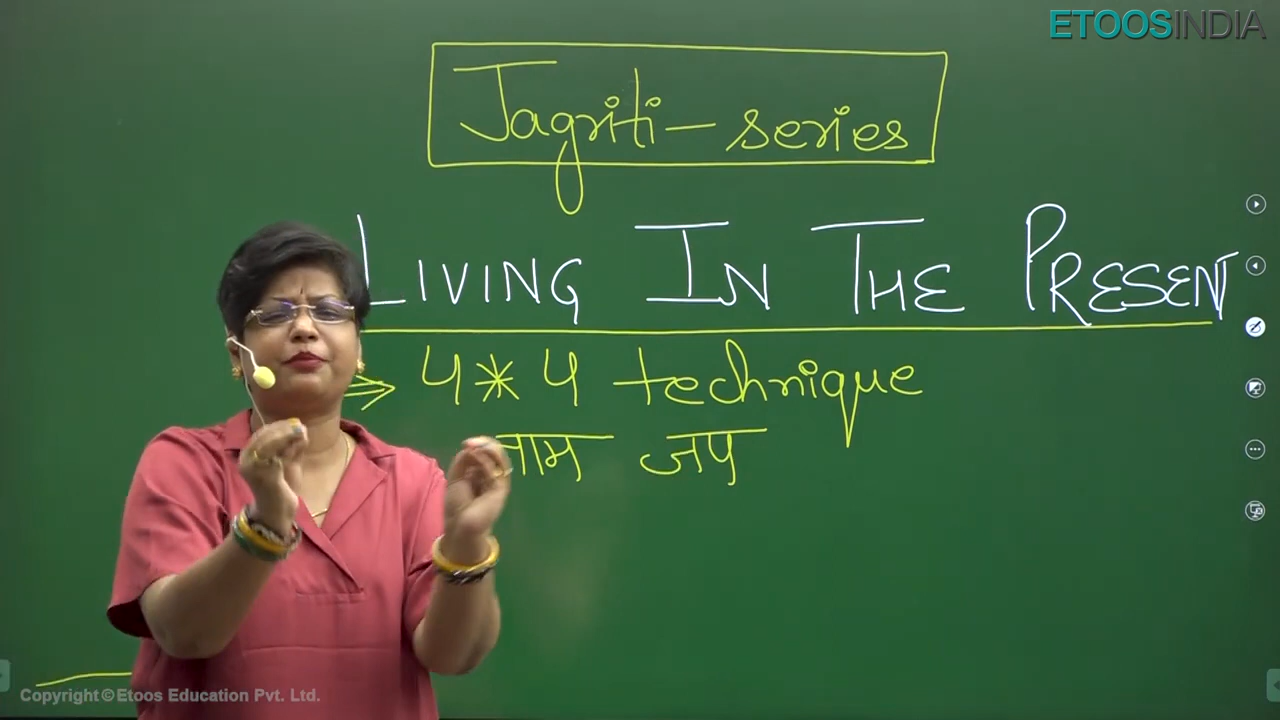 ETOOSINDIA
Jagriti - series
LIVING IN THE PRESENT
⇒ 4*4 technique
नाम जप
Copyright © Etoos Education Pvt. Ltd.